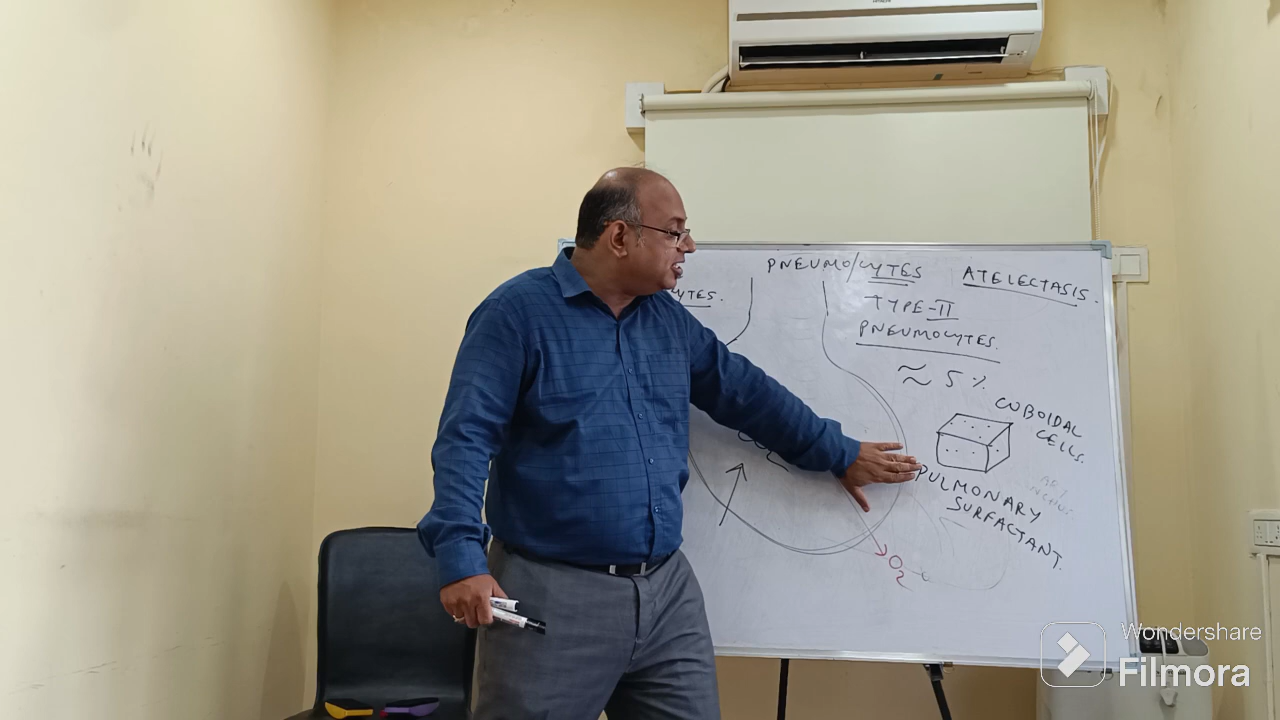 PNEUMOCYTES
ATELECTASIS.
YTES.
TYPE-II
PNEUMOCYTES.
≈ 5%
CUBOIDAL
CELLS.
PULMONARY
SURFACTANT.
O2
Wondershare
Filmora